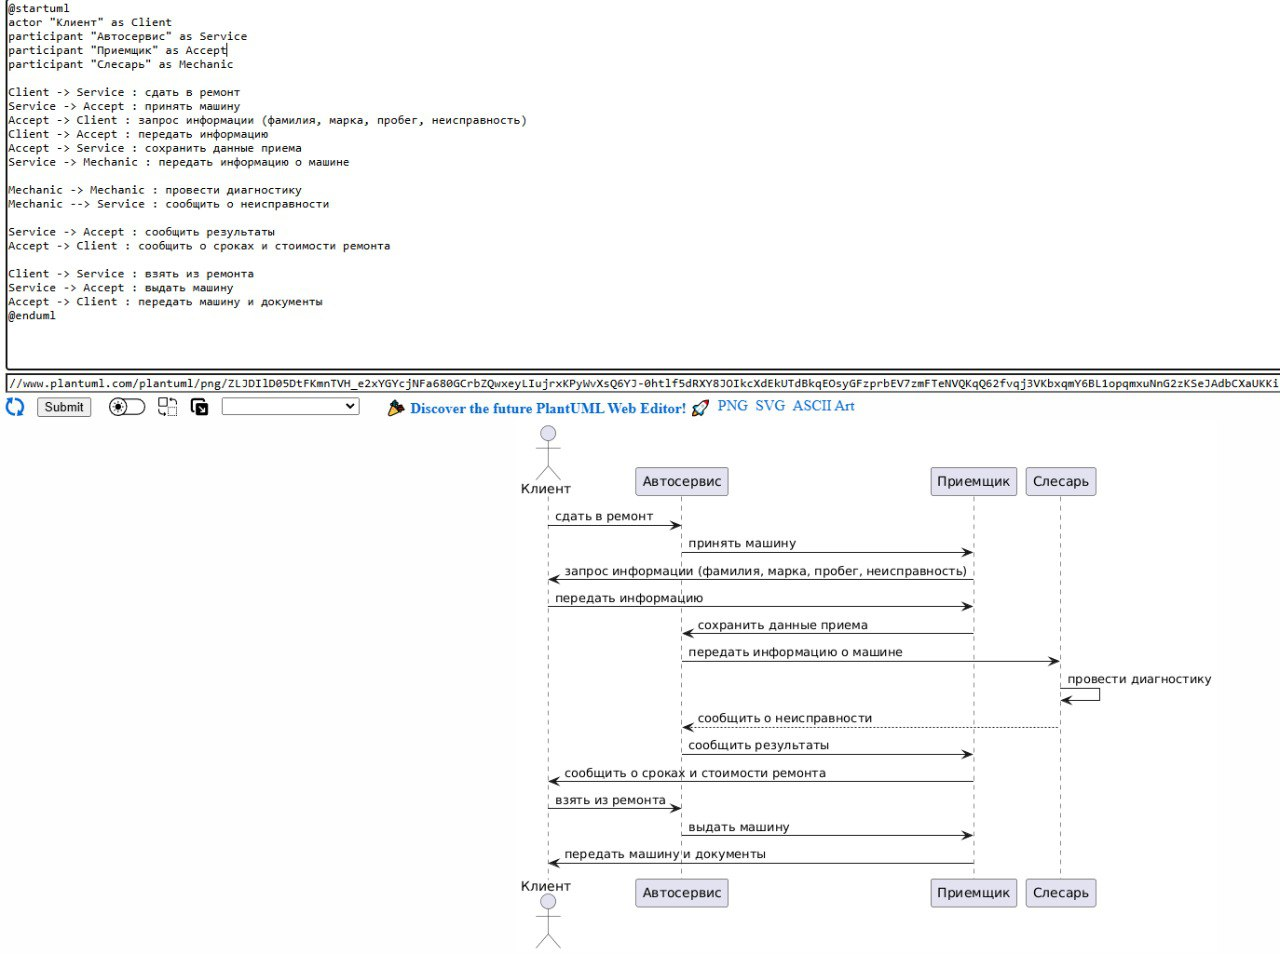 @startuml
actor "Клиент" as Client
participant "Автосервис" as Service
participant "Приемщик" as Accept
participant "Слесарь" as Mechanic
Client -> Service : сдать в ремонт
Service -> Accept : принять машину
Accept -> Client : запрос информации (фамилия, марка, пробег, неисправность)
Client -> Accept : передать информацию
Accept -> Service : сохранить данные приема
Service -> Mechanic : передать информацию о машине
Mechanic -> Mechanic : провести диагностику
Mechanic --> Service : сообщить о неисправности
Service -> Accept : сообщить результаты
Accept -> Client : сообщить о сроках и стоимости ремонта
Client -> Service : взять из ремонта
Service -> Accept : выдать машину
Accept -> Client : передать машину и документы
@enduml
Submit
Discover the future PlantUML Web Editor!
PNG SVG ASCII Art
Клиент
Автосервис
Приемщик
Слесарь
сдать в ремонт
принять машину
запрос информации (фамилия, марка, пробег, неисправность)
передать информацию
сохранить данные приема
передать информацию о машине
провести диагностику
сообщить о неисправности
сообщить результаты
сообщить о сроках и стоимости ремонта
взять из ремонта
выдать машину
передать машину и документы
Клиент
Автосервис
Приемщик
Слесарь